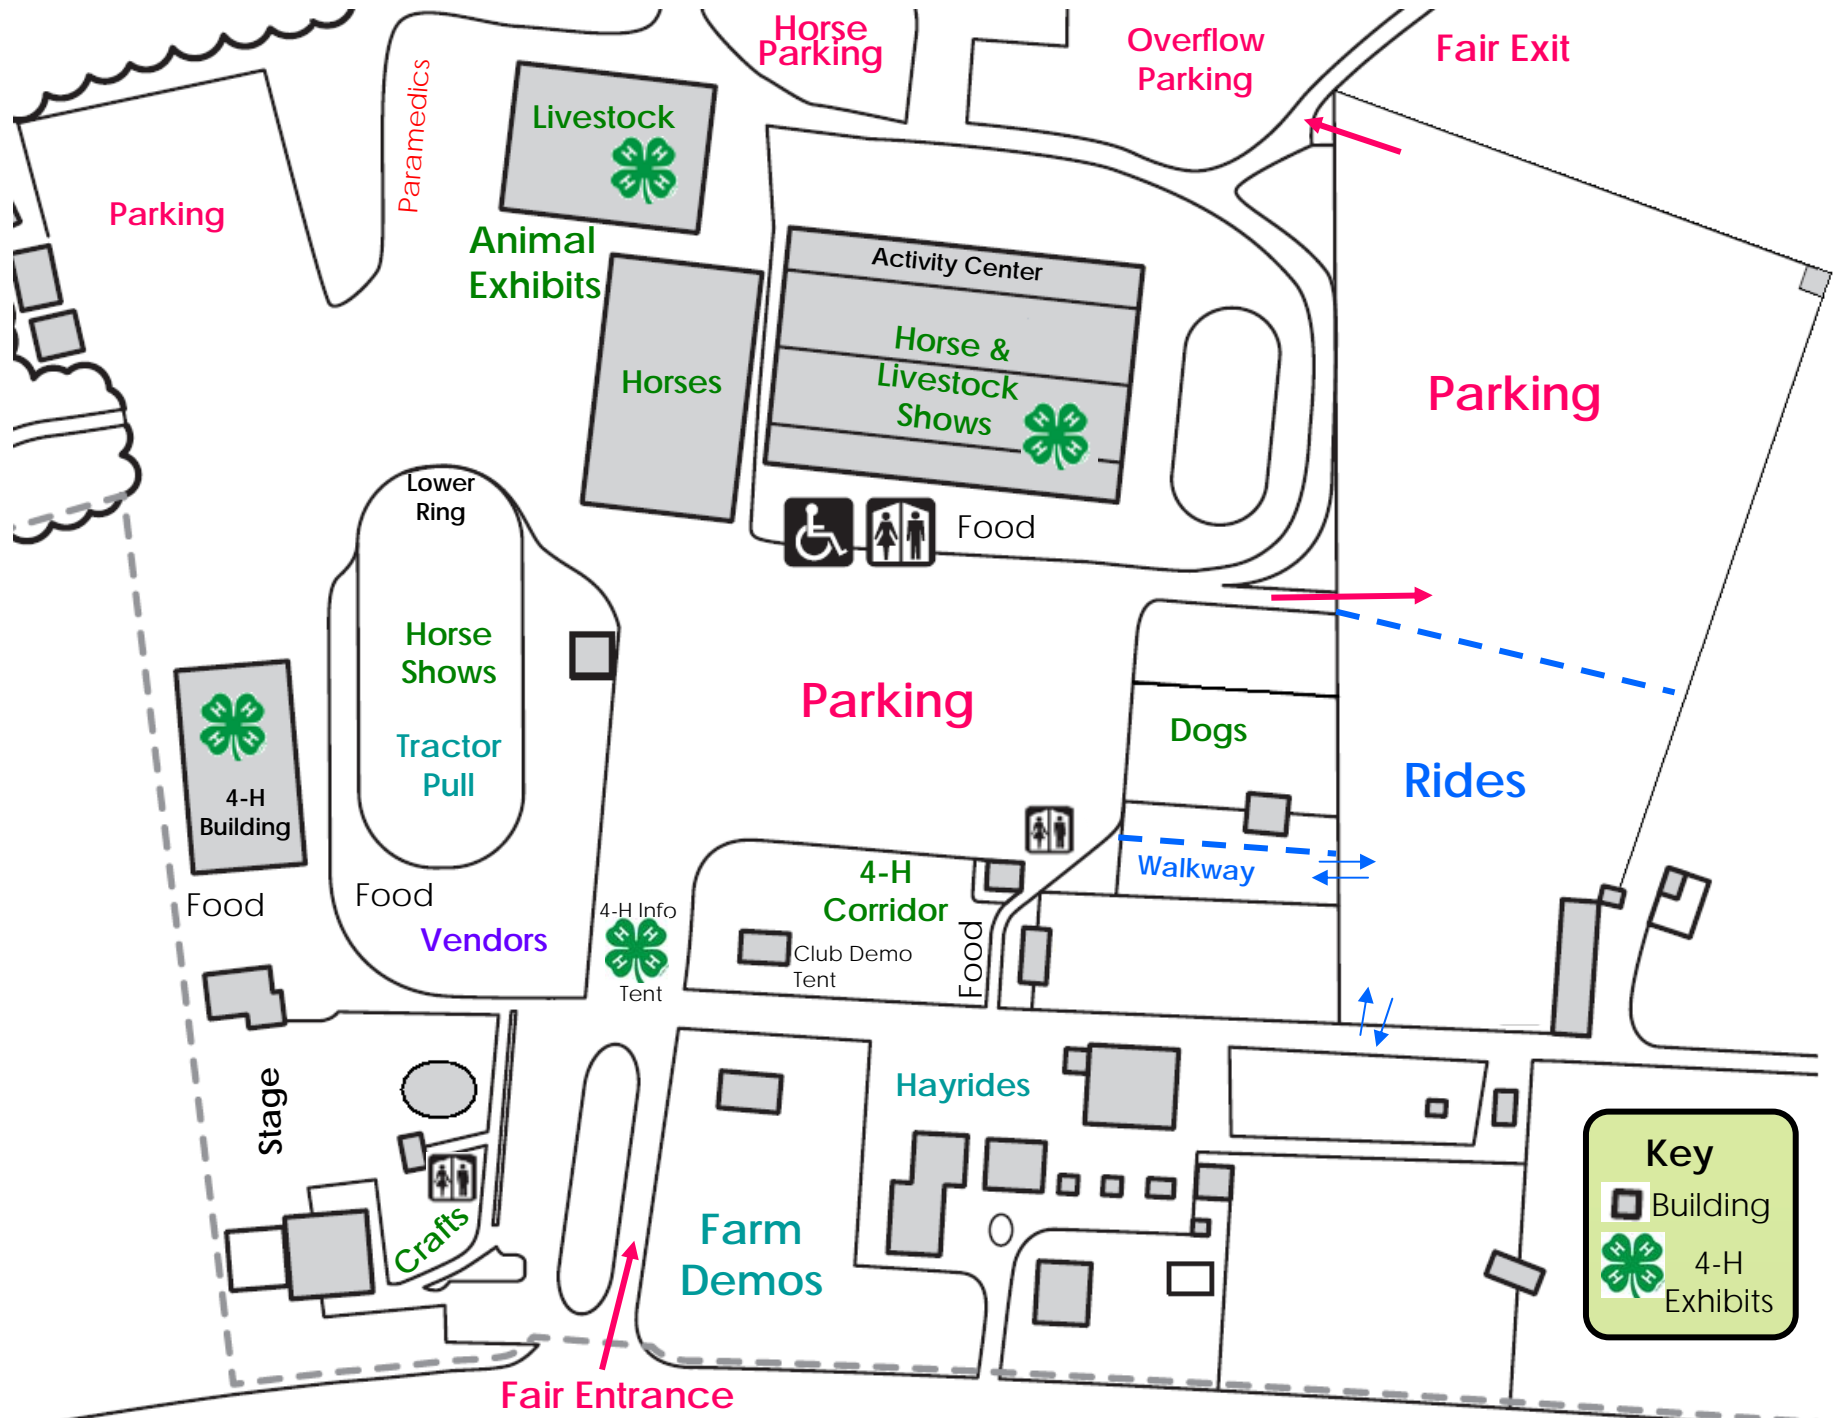 Horse
Parking
Overflow
Parking
Fair Exit
Paramedics
Livestock
Parking
Animal
Exhibits
Activity Center
Horses
Horse &
Livestock
Shows
Parking
Lower
Ring
Food
Horse
Shows
Tractor
Pull
Parking
Dogs
Rides
4-H
Building
Walkway
4-H
Corridor
Food
Food
Vendors
4-H Info
Tent
Club Demo
Tent
Food
Stage
Hayrides
Crafts
Farm
Demos
Key
Building
4-H
Exhibits
Fair Entrance